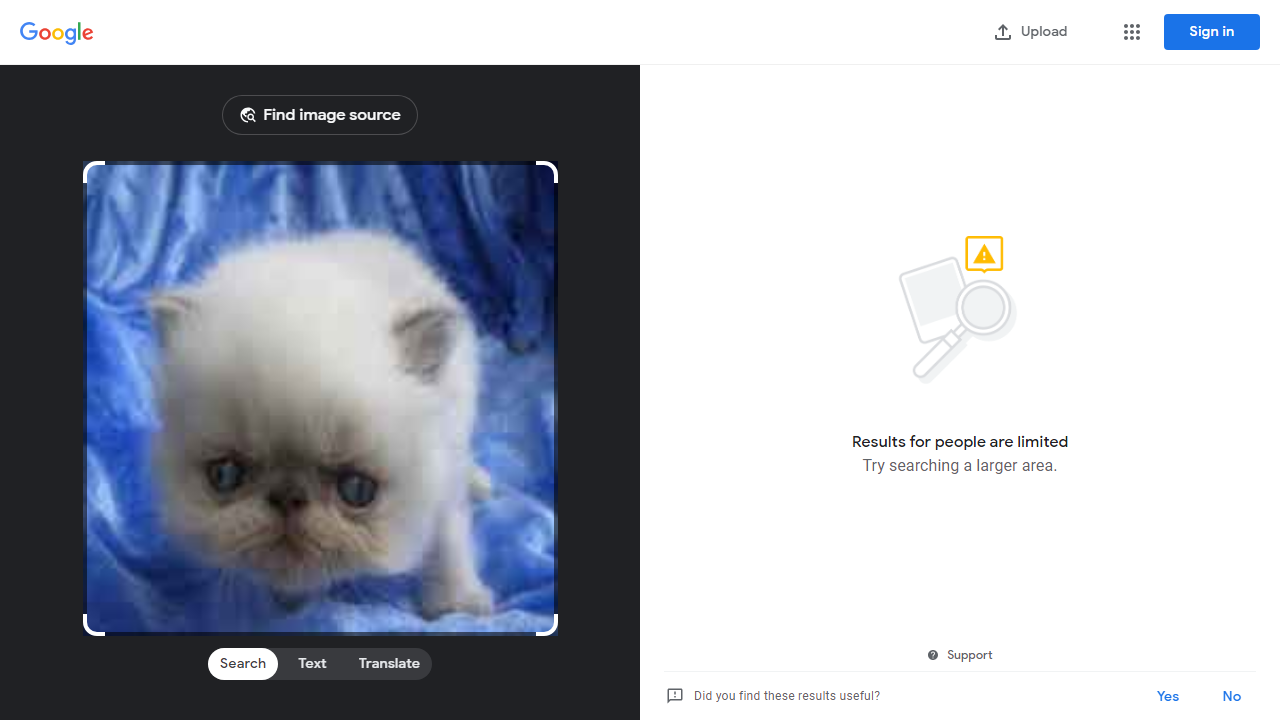 Google
Upload
Sign in
Find image source
Results for people are limited
Try searching a larger area.
Search
Text
Translate
Support
Did you find these results useful?
Yes
No